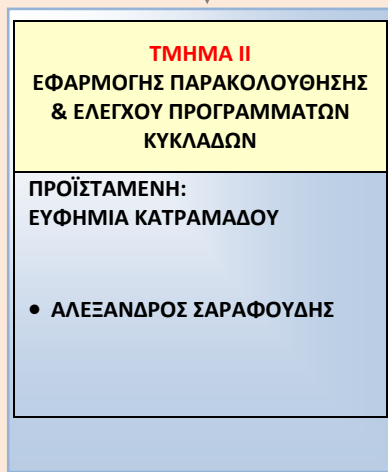 ΤΜΗΜΑ ΙΙ
ΕΦΑΡΜΟΓΗΣ ΠΑΡΑΚΟΛΟΥΘΗΣΗΣ
& ΕΛΕΓΧΟΥ ΠΡΟΓΡΑΜΜΑΤΩΝ
ΚΥΚΛΑΔΩΝ
ΠΡΟΪΣΤΑΜΕΝΗ:
ΕΥΦΗΜΙΑ ΚΑΤΡΑΜΑΔΟΥ
• ΑΛΕΞΑΝΔΡΟΣ ΣΑΡΑΦΟΥΔΗΣ